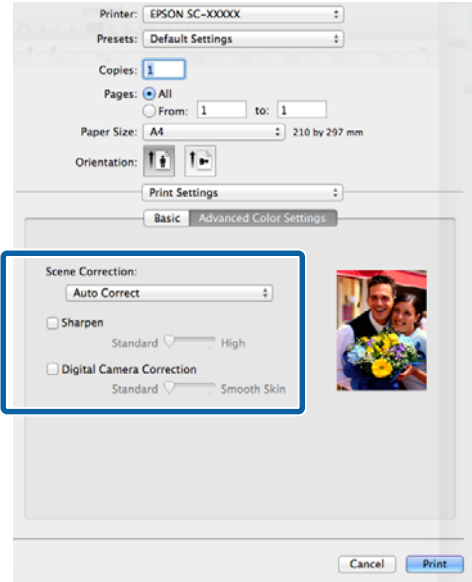 Printer: EPSON SC-XXXXX
Presets: Default Settings
Copies: 1
Pages: All
From: 1 to: 1
Paper Size: A4 210 by 297 mm
Orientation:
Print Settings
Basic Advanced Color Settings
Scene Correction:
Auto Correct
Sharpen
Standard High
Digital Camera Correction
Standard Smooth Skin
Cancel Print